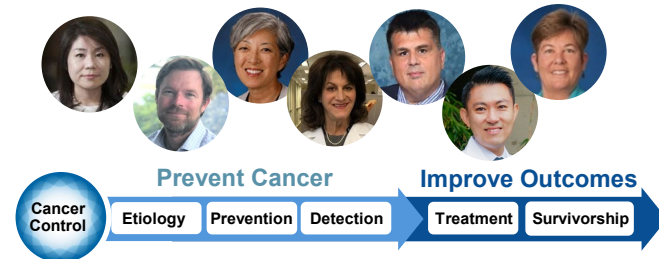 Prevent Cancer
Improve Outcomes
Cancer
Control
Etiology
Prevention
Detection
Treatment
Survivorship